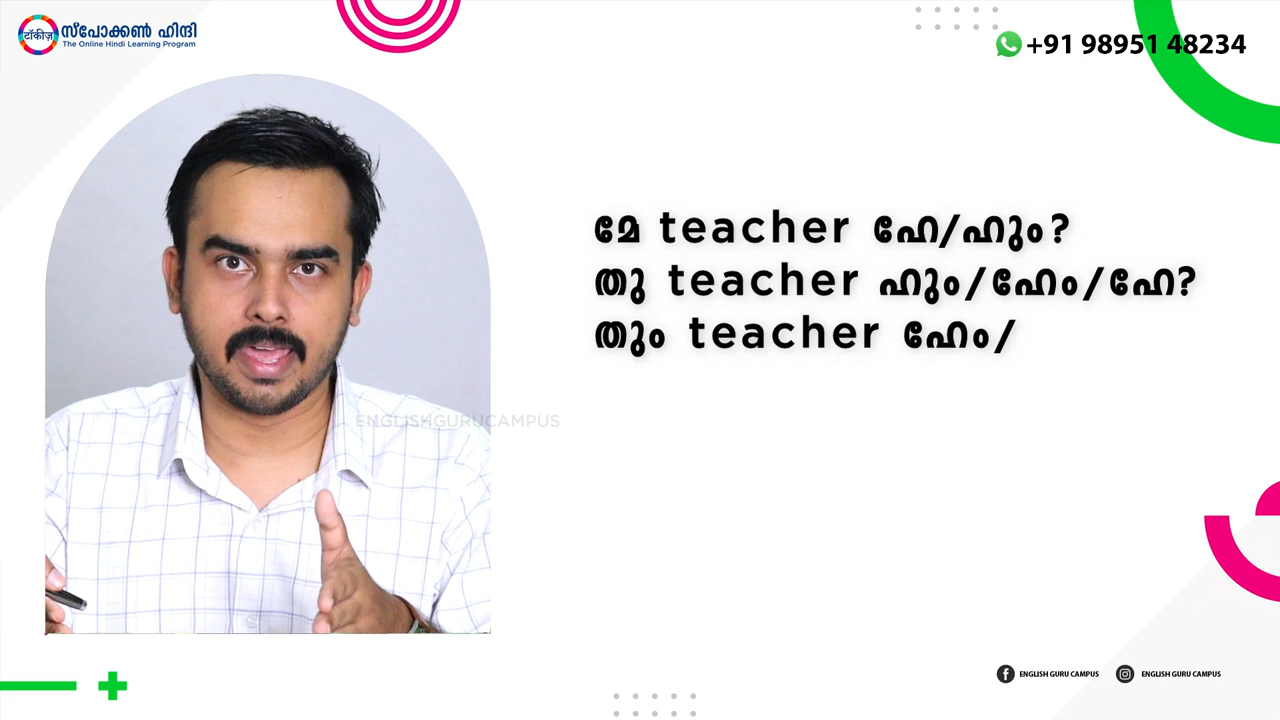 टॉकीज़ സ്പോക്കൺ ഹിന്ദി
The Online Hindi Learning Program
+91 98951 48234
മേ teacher ഹേ/ഹും?
തു teacher ഹും/ഹേം/ഹേ?
തും teacher ഹേം/
ENGLISHGURUCAMPUS
ENGLISH GURU CAMPUS
ENGLISH GURU CAMPUS